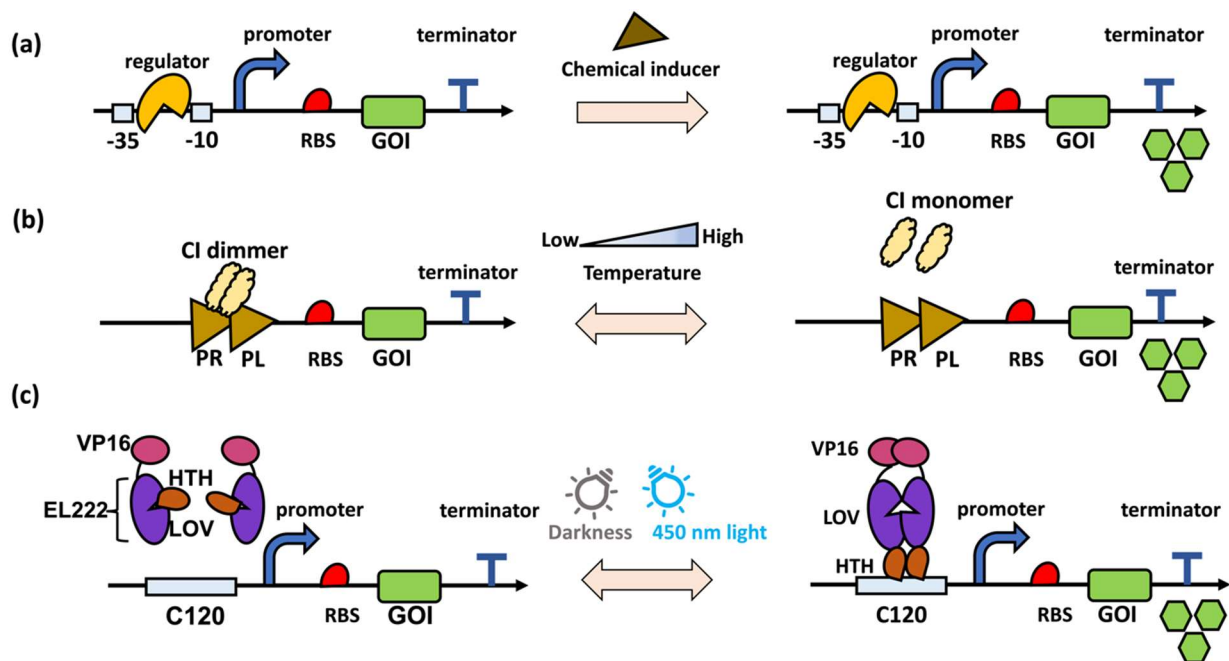 (a)
regulator
promoter
terminator
-35
-10
RBS
GOI
Chemical inducer
regulator
promoter
terminator
-35
-10
RBS
GOI
(b)
CI dimmer
terminator
PR
PL
RBS
GOI
Low
High
Temperature
CI monomer
terminator
PR
PL
RBS
GOI
(c)
VP16
HTH
EL222
LOV
promoter
terminator
C120
RBS
GOI
Darkness
450 nm light
VP16
LOV
HTH
promoter
terminator
C120
RBS
GOI